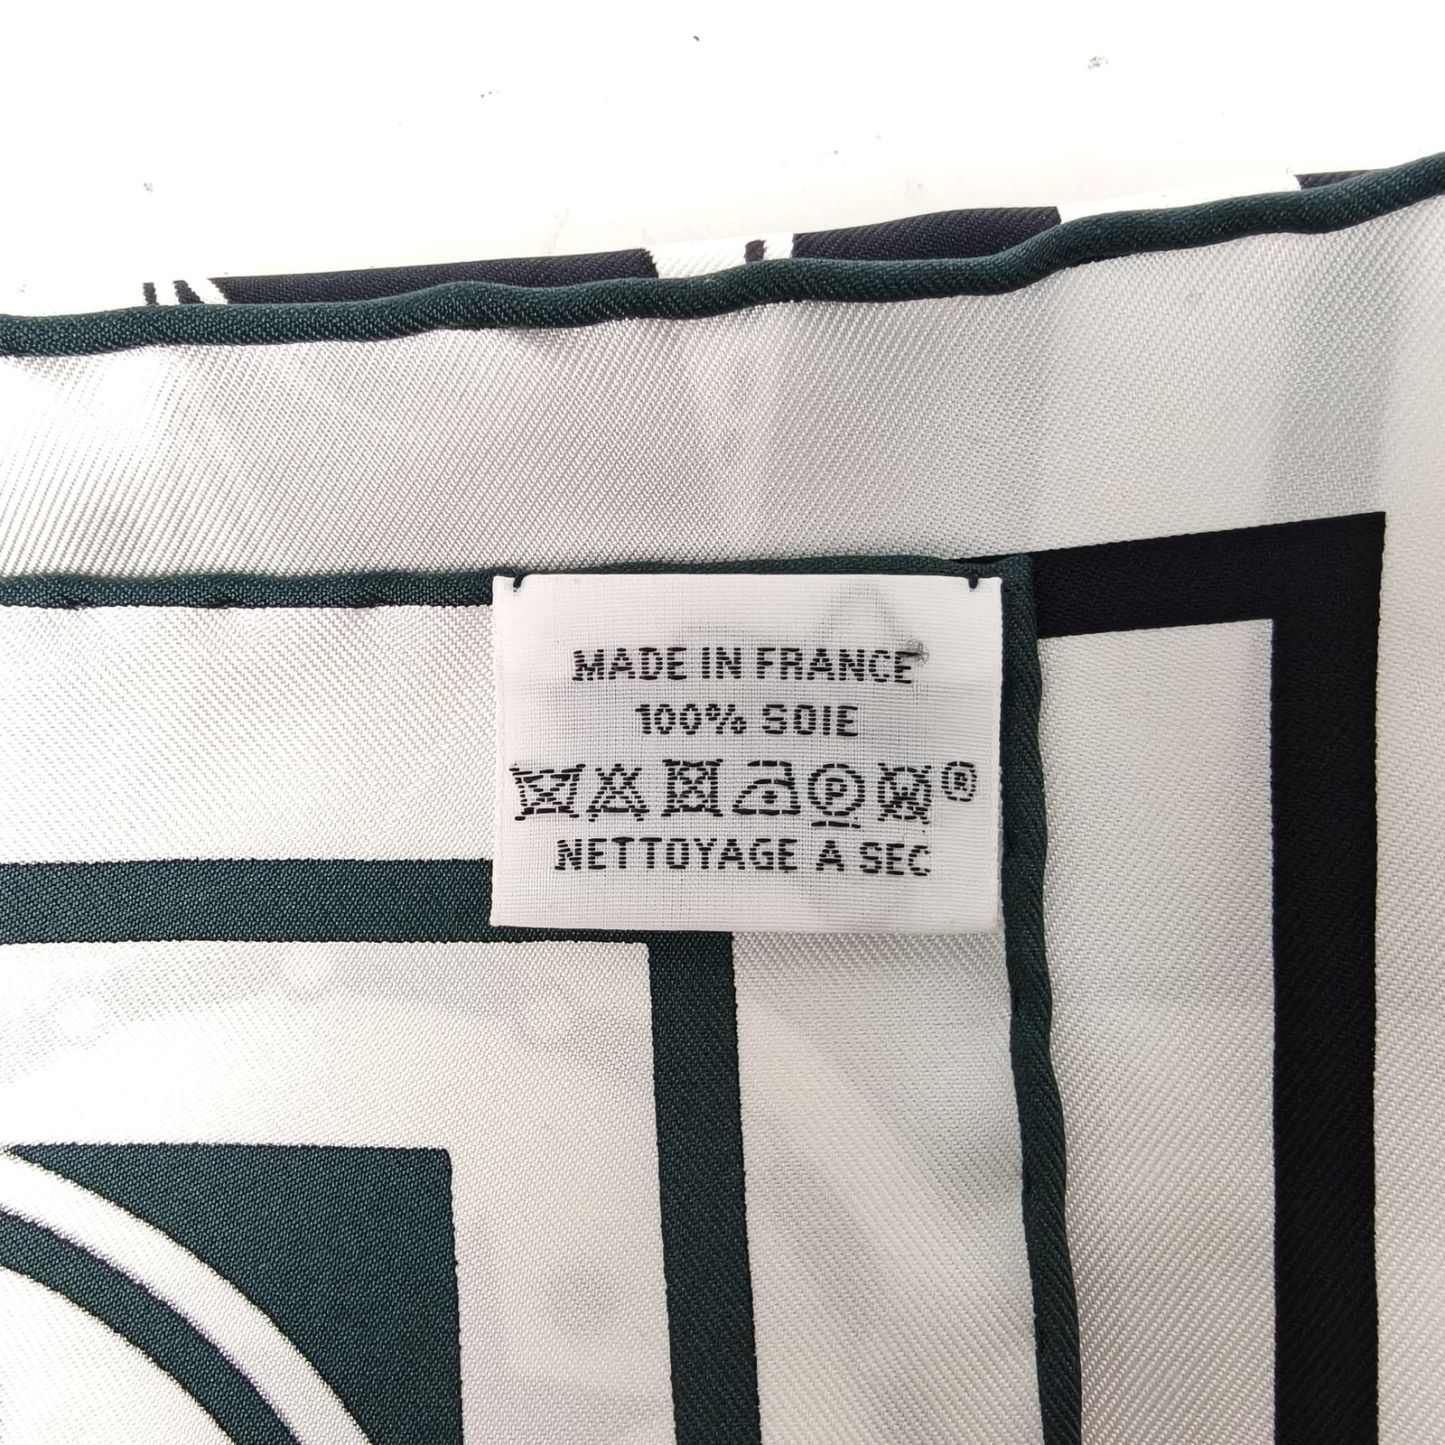 MADE IN FRANCE
100% SOIE
P W ®
NETTOYAGE A SEC